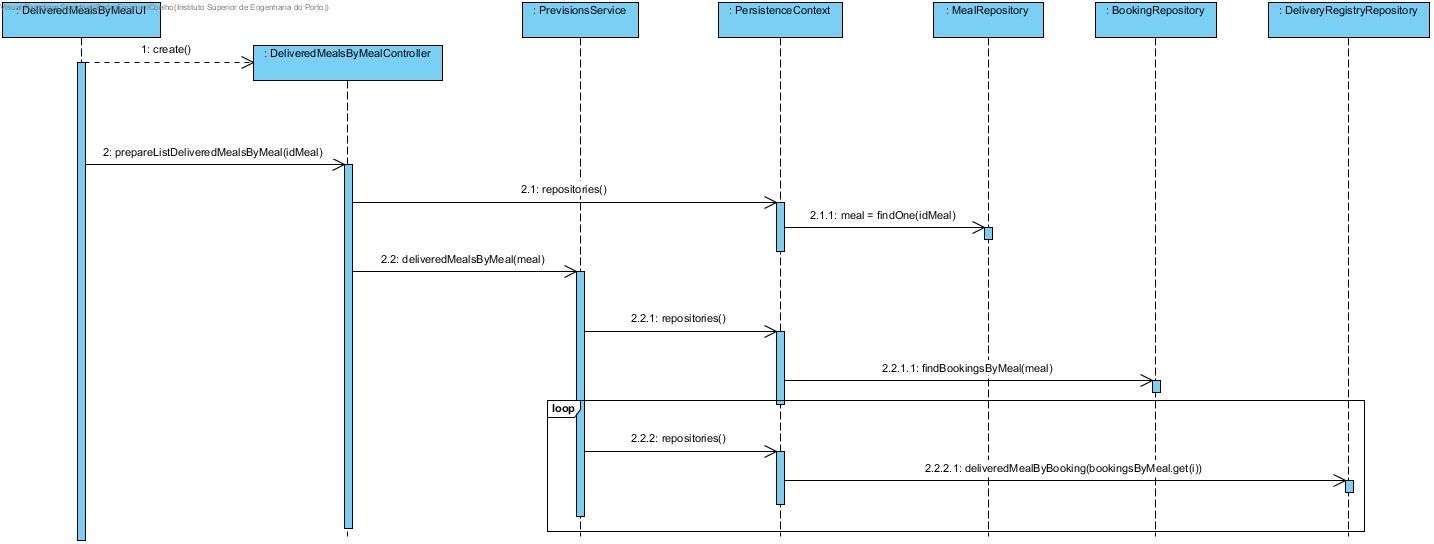 (Instituto Superior de Engenharia do Porto))
: DeliveredMealsByMealUI
: PrevisionsService
: PersistenceContext
: MealRepository
: BookingRepository
: DeliveryRegistryRepository
1: create()
: DeliveredMealsByMealController
2: prepareListDeliveredMealsByMeal(idMeal)
2.1: repositories()
2.1.1: meal = findOne(idMeal)
2.2: deliveredMealsByMeal(meal)
2.2.1: repositories()
2.2.1.1: findBookingsByMeal(meal)
loop
2.2.2: repositories()
2.2.2.1: deliveredMealByBooking(bookingsByMeal.get(i))